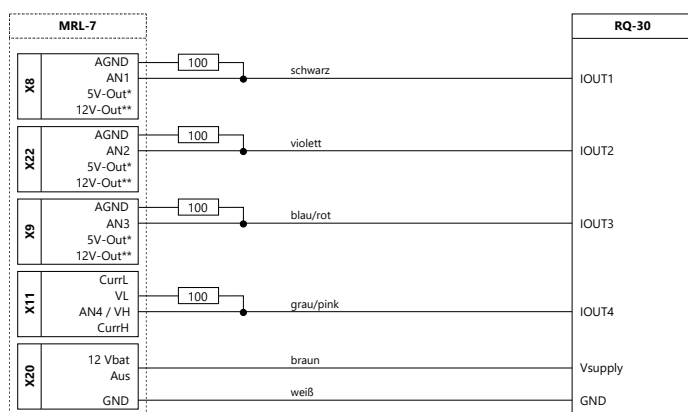 MRL-7
RQ-30
X8
AGND
100
AN1
schwarz
IOUT1
5V-Out*
12V-Out**
X22
AGND
100
AN2
violett
IOUT2
5V-Out*
12V-Out**
X9
AGND
100
AN3
blau/rot
IOUT3
5V-Out*
12V-Out**
X11
CurrL
VL
100
AN4 / VH
grau/pink
IOUT4
CurrH
X20
12 Vbat
braun
Vsupply
Aus
GND
weiß
GND